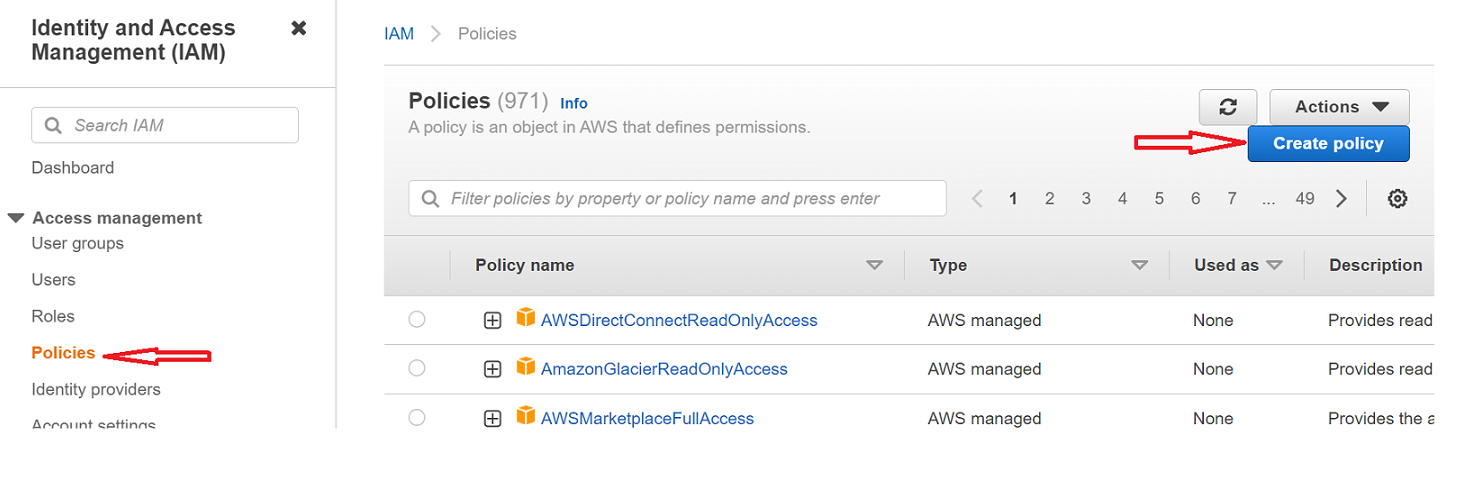 Identity and Access
Management (IAM)
Search IAM
Dashboard
Access management
User groups
Users
Roles
Policies
Identity providers
Account settings
IAM Policies
Policies (971) Info
A policy is an object in AWS that defines permissions.
Actions
Create policy
Filter policies by property or policy name and press enter
1 2 3 4 5 6 7 ... 49
Policy name Type Used as Description
AWSDirectConnectReadOnlyAccess AWS managed None Provides read
AmazonGlacierReadOnlyAccess AWS managed None Provides read
AWSMarketplaceFullAccess AWS managed None Provides the a